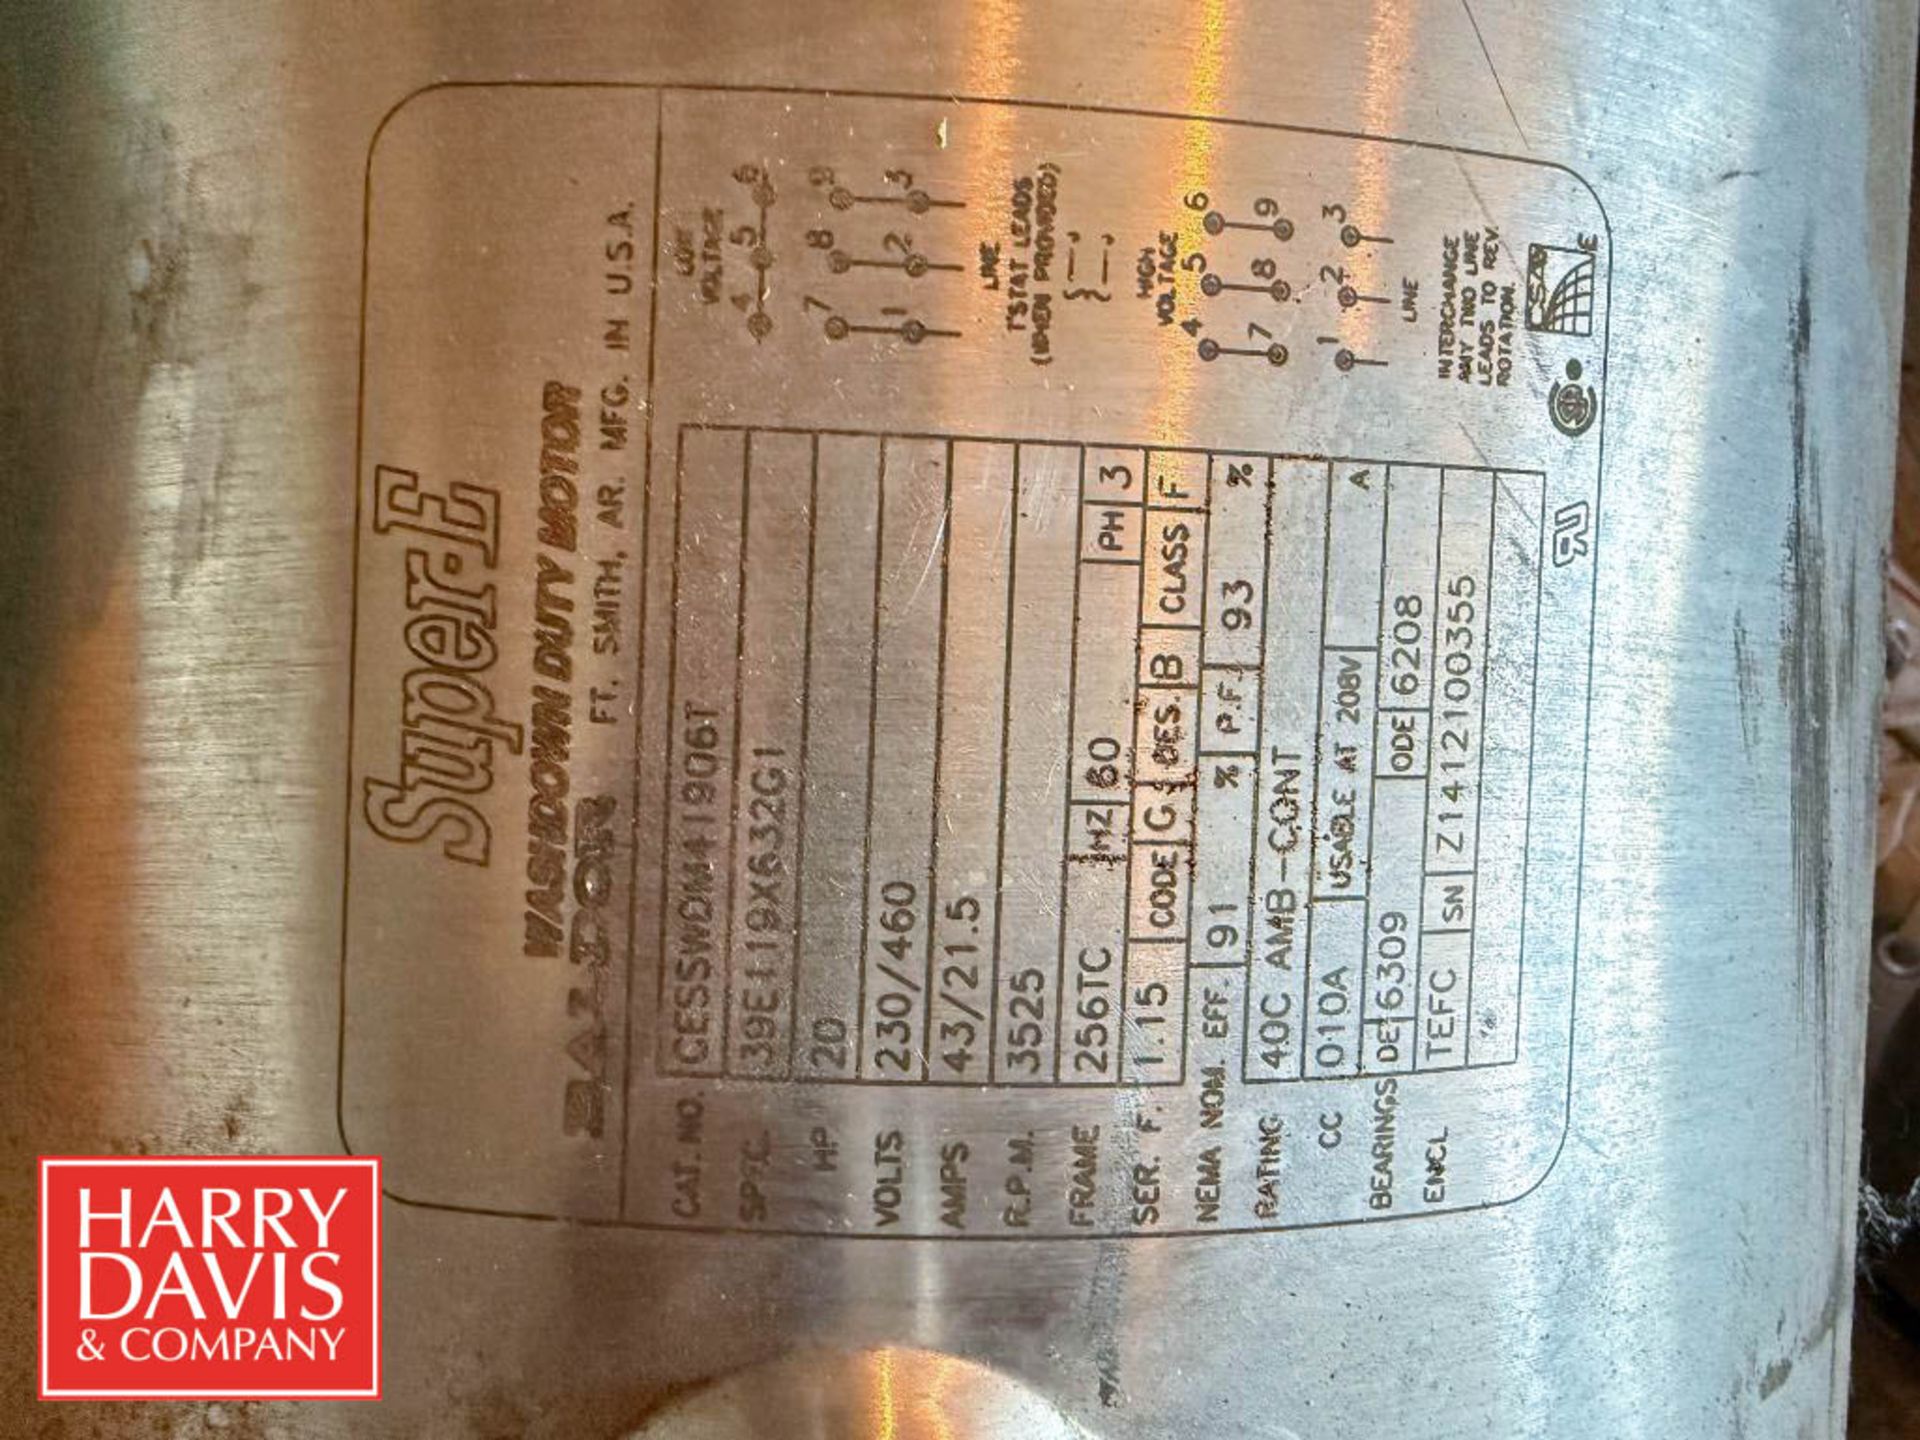 Super-E
WASHDOWN DUTY MOTOR
BALDOR FT. SMITH, AR. MFG. IN U.S.A.
CAT. NO. CESSWDM41906T
SPEC. 39E119X632G1
HP 20
VOLTS 230/460
AMPS 43/21.5
R.P.M. 3525
FRAME 256TC HZ 60 PH 3
SER. F. 1.15 CODE G DES. B CLASS F
NEMA NOM. EFF. 91 % P.F. 93 %
RATING 40C AMB-CONT
CC 010A USABLE AT 208V A
BEARINGS DE 6309 ODE 6208
ENCL TEFC SN Z1412100355
LOW
VOLTAGE
4 5 6
7 8 9
1 2 3
LINE
T'STAT LEADS
(WHEN PROVIDED)
HIGH
VOLTAGE
4 5 6
7 8 9
1 2 3
LINE
INTERCHANGE
ANY TWO LINE
LEADS TO REV.
ROTATION.
CSA
E
HARRY
DAVIS
& COMPANY